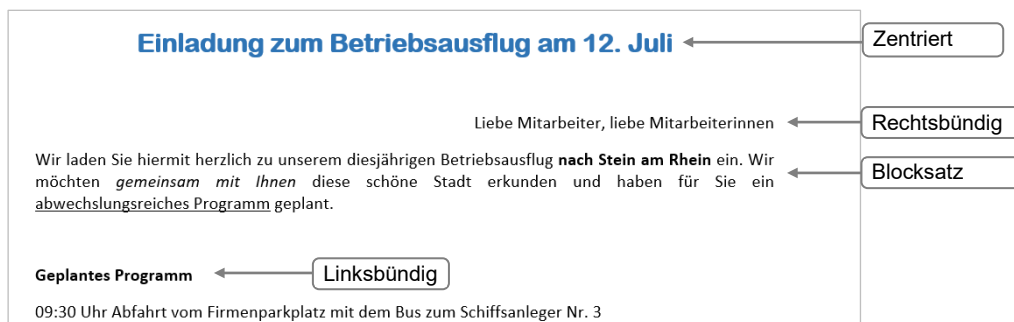 Einladung zum Betriebsausflug am 12. Juli
Zentriert
Liebe Mitarbeiter, liebe Mitarbeiterinnen
Rechtsbündig
Wir laden Sie hiermit herzlich zu unserem diesjährigen Betriebsausflug nach Stein am Rhein ein. Wir
möchten gemeinsam mit Ihnen diese schöne Stadt erkunden und haben für Sie ein
abwechslungsreiches Programm geplant.
Blocksatz
Geplantes Programm
Linksbündig
09:30 Uhr Abfahrt vom Firmenparkplatz mit dem Bus zum Schiffsanleger Nr. 3